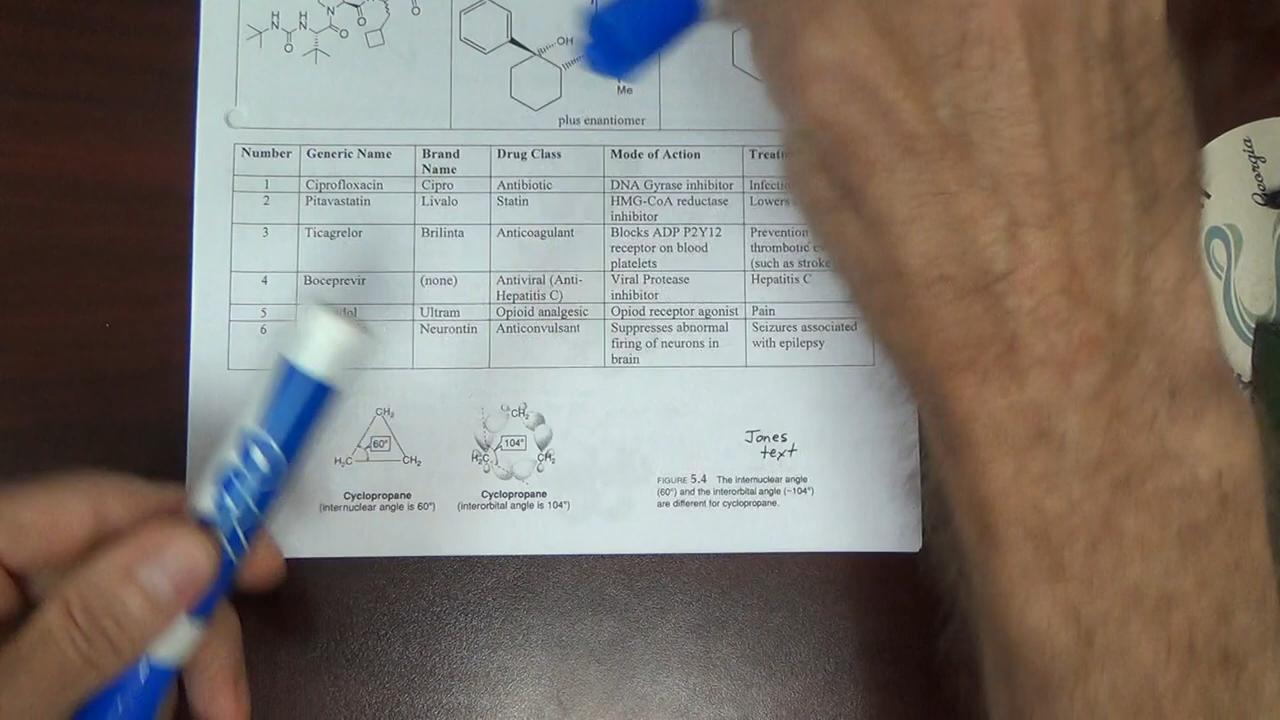 OH
Me
plus enantiomer
Number Generic Name Brand Name Drug Class Mode of Action
1 Ciprofloxacin Cipro Antibiotic DNA Gyrase inhibitor
2 Pitavastatin Livalo Statin HMG-CoA reductase inhibitor Lowers
3 Ticagrelor Brilinta Anticoagulant Blocks ADP P2Y12 receptor on blood platelets Prevention thrombotic (such as stroke
4 Boceprevir (none) Antiviral (Anti-Hepatitis C) Viral Protease inhibitor Hepatitis C
5 Ultram Opioid analgesic Opiod receptor agonist Pain
6 Neurontin Anticonvulsant Suppresses abnormal firing of neurons in brain Seizures associated with epilepsy
CH₂
60°
H₂C CH₂
Cyclopropane
(internuclear angle is 60°)
CH₂
104°
H₂C CH₂
Cyclopropane
(interorbital angle is 104°)
Jones
text
FIGURE 5.4 The internuclear angle
(60°) and the interorbital angle (~104°)
are different for cyclopropane.
Georgia